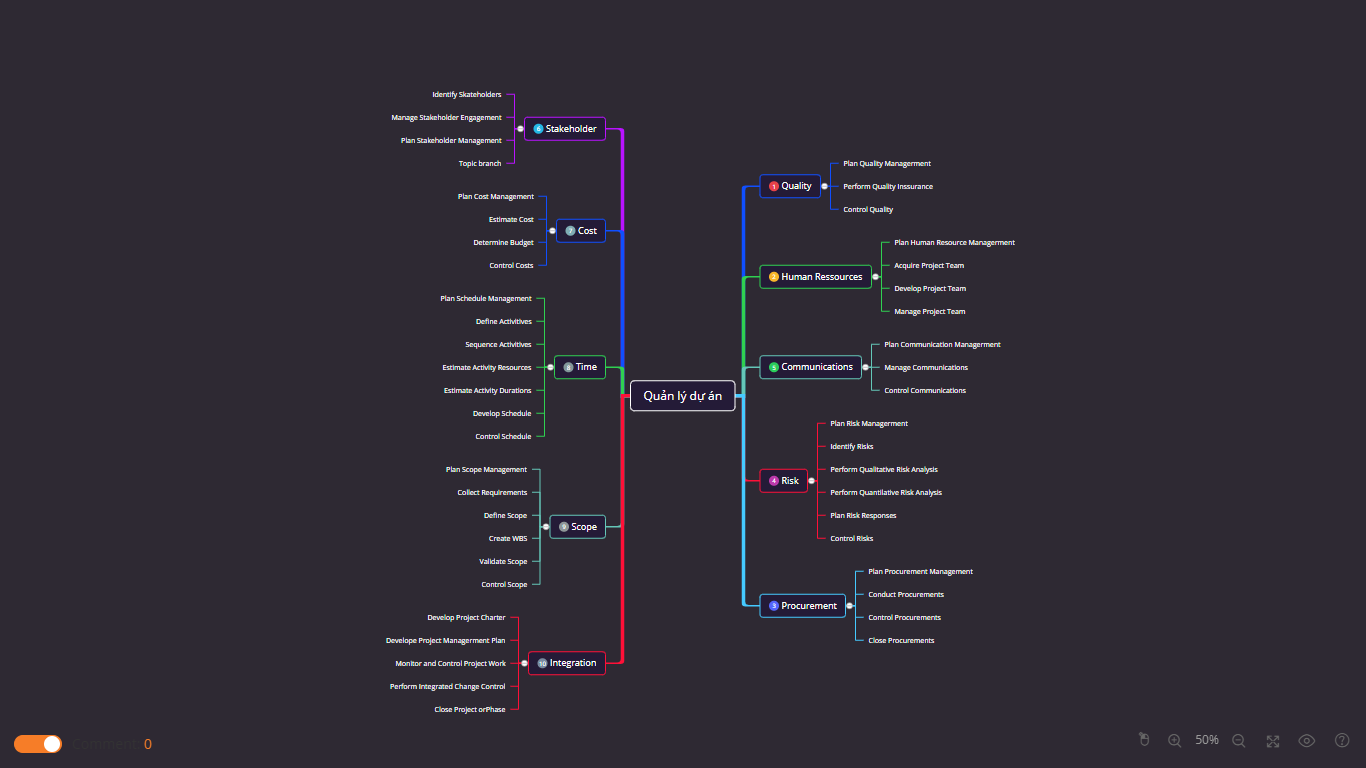 Quản lý dự án
6 Stakeholder
Identify Skateholders
Manage Stakeholder Engagement
Plan Stakeholder Management
Topic branch
7 Cost
Plan Cost Management
Estimate Cost
Determine Budget
Control Costs
8 Time
Plan Schedule Management
Define Activitives
Sequence Activitives
Estimate Activity Resources
Estimate Activity Durations
Develop Schedule
Control Schedule
9 Scope
Plan Scope Management
Collect Requirements
Define Scope
Create WBS
Validate Scope
Control Scope
10 Integration
Develop Project Charter
Develope Project Managerment Plan
Monitor and Control Project Work
Perform Integrated Change Control
Close Project orPhase
1 Quality
Plan Quality Management
Perform Quality Inssurance
Control Quality
2 Human Ressources
Plan Human Resource Management
Acquire Project Team
Develop Project Team
Manage Project Team
5 Communications
Plan Communication Management
Manage Communications
Control Communications
4 Risk
Plan Risk Management
Identify Risks
Perform Qualitative Risk Analysis
Perform Quantilative Risk Analysis
Plan Risk Responses
Control Risks
3 Procurement
Plan Procurement Management
Conduct Procurements
Control Procurements
Close Procurements
Comment 0
50%